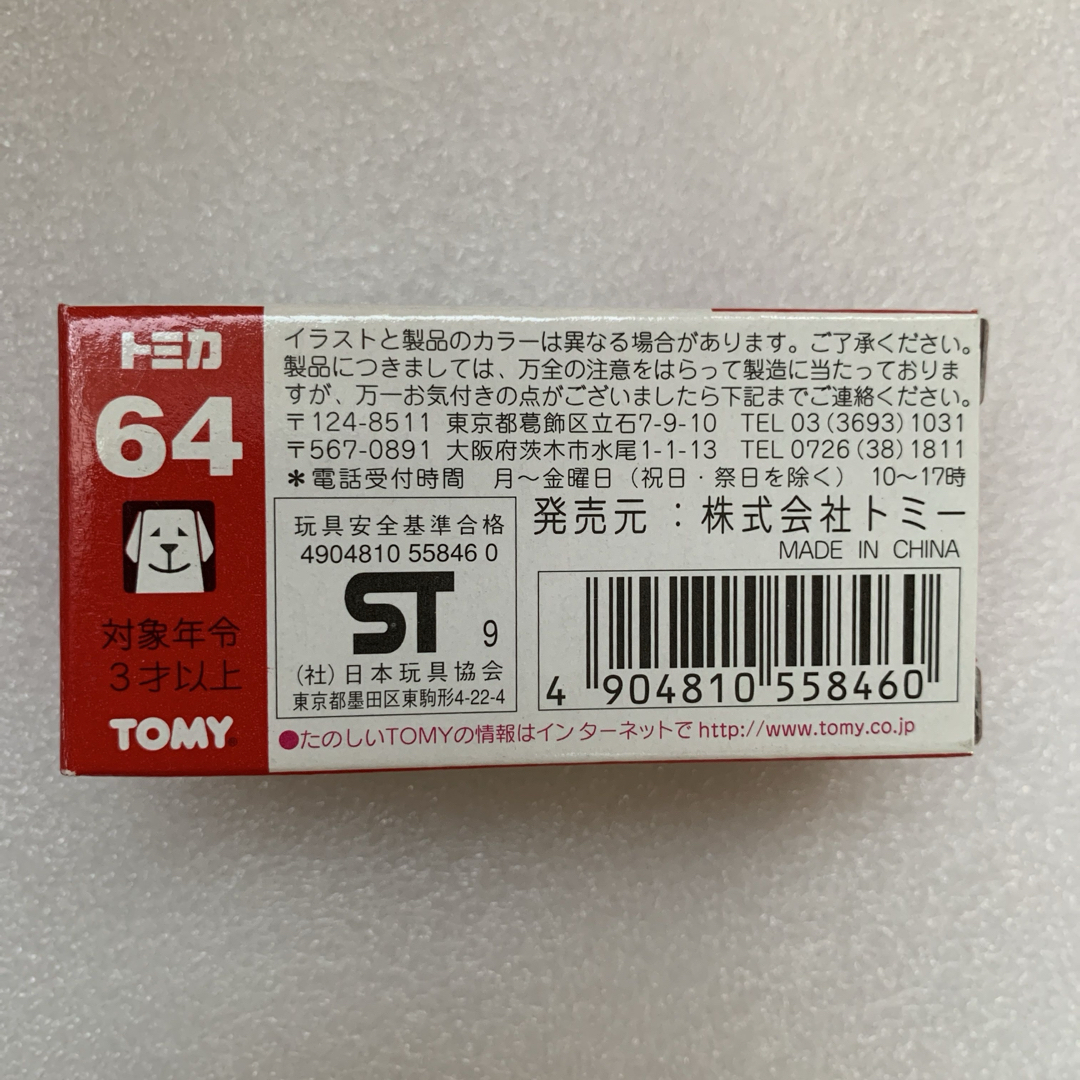 トミカ
64
対象年令
3才以上
TOMY
イラストと製品のカラーは異なる場合があります。ご了承ください。
製品につきましては、万全の注意をはらって製造に当たっておりま
すが、万一お気付きの点がございましたら下記までご連絡ください。
〒124-8511 東京都葛飾区立石7-9-10 TEL 03(3693)1031
〒567-0891 大阪府茨木市水尾1-1-13 TEL 0726(38)1811
＊電話受付時間 月〜金曜日（祝日・祭日を除く） 10〜17時
玩具安全基準合格
4904810 55846 0
ST 9
(社)日本玩具協会
東京都墨田区東駒形4-22-4
発売元：株式会社トミー
MADE IN CHINA
4 904810 558460
●たのしいTOMYの情報はインターネットで http://www.tomy.co.jp